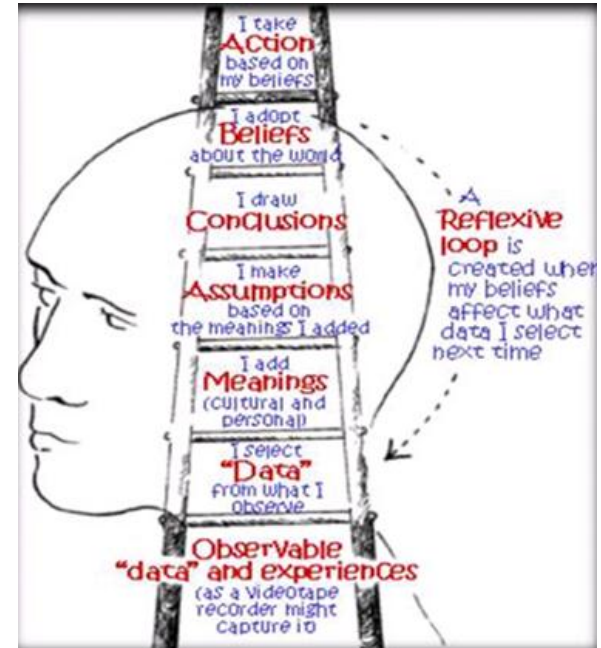 I take
Action
based on
my beliefs
I adopt
Beliefs
about the world
I draw
Conclusions
I make
Assumptions
based on
the meanings I added
I add
Meanings
(cultural and
personal)
I select
"Data"
from what I
observe
Observable
"data" and experiences
(as a videotape
recorder might
capture it)
A
Reflexive
loop is
created when
my beliefs
affect what
data I select
next time